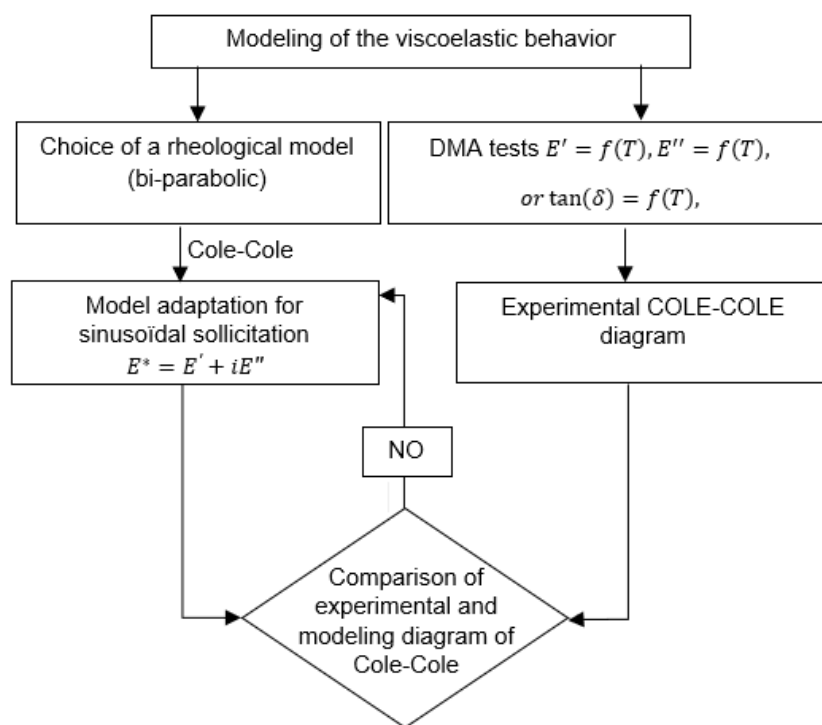 Modeling of the viscoelastic behavior
Choice of a rheological model
(bi-parabolic)
DMA tests E' = f(T), E'' = f(T),
or tan(δ) = f(T),
Cole-Cole
Model adaptation for
sinusoïdal sollicitation
E* = E' + iE"
Experimental COLE-COLE
diagram
NO
Comparison of
experimental and
modeling diagram of
Cole-Cole